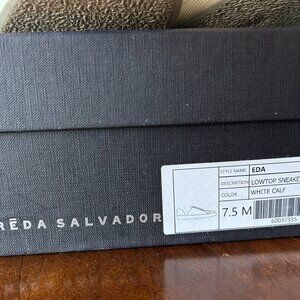 STYLE NAME EDA
DESCRIPTION LOWTOP SNEAKE
COLOR WHITE CALF
7.5 M
60037335
RĒDA SALVADOR